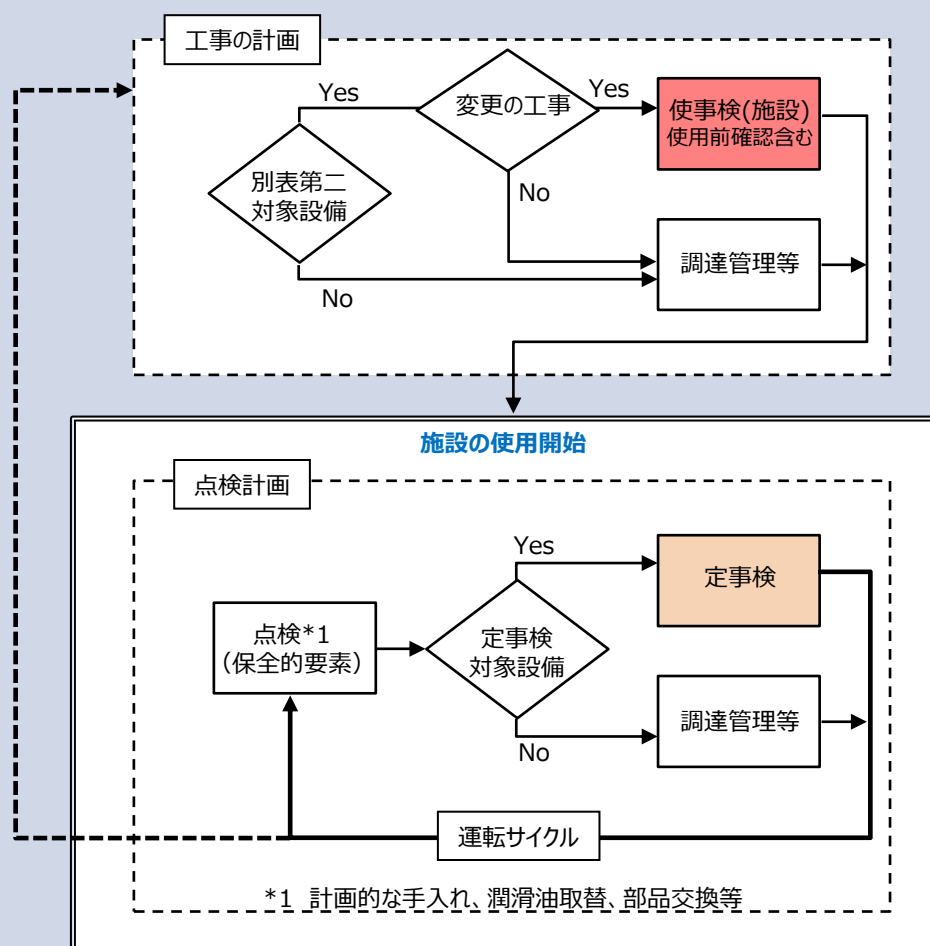 工事の計画
変更の工事
Yes
Yes
使事検(施設)
使用前確認含む
別表第二
対象設備
No
調達管理等
No
施設の使用開始
点検計画
Yes
定事検
点検*1
(保全的要素)
定事検
対象設備
調達管理等
No
運転サイクル
*1 計画的な手入れ、潤滑油取替、部品交換等